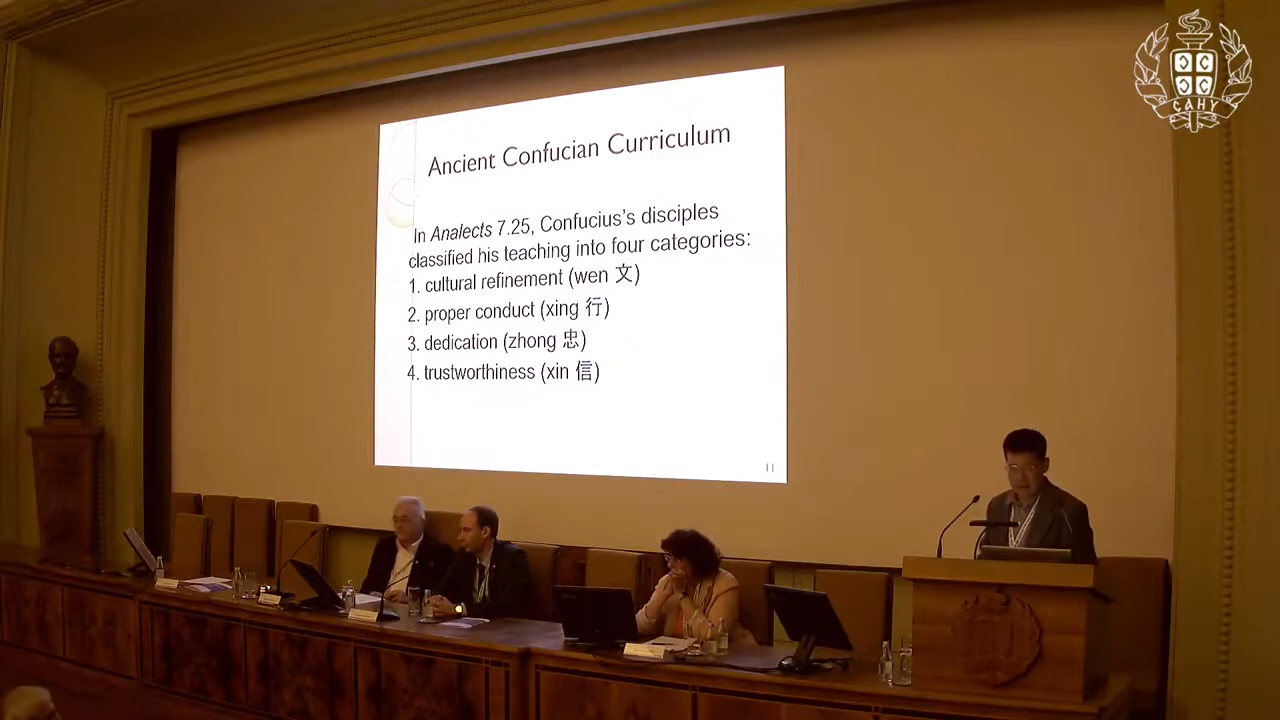 Ancient Confucian Curriculum
In Analects 7.25, Confucius's disciples
classified his teaching into four categories:
1. cultural refinement (wen 文)
2. proper conduct (xing 行)
3. dedication (zhong 忠)
4. trustworthiness (xin 信)
11
САНУ